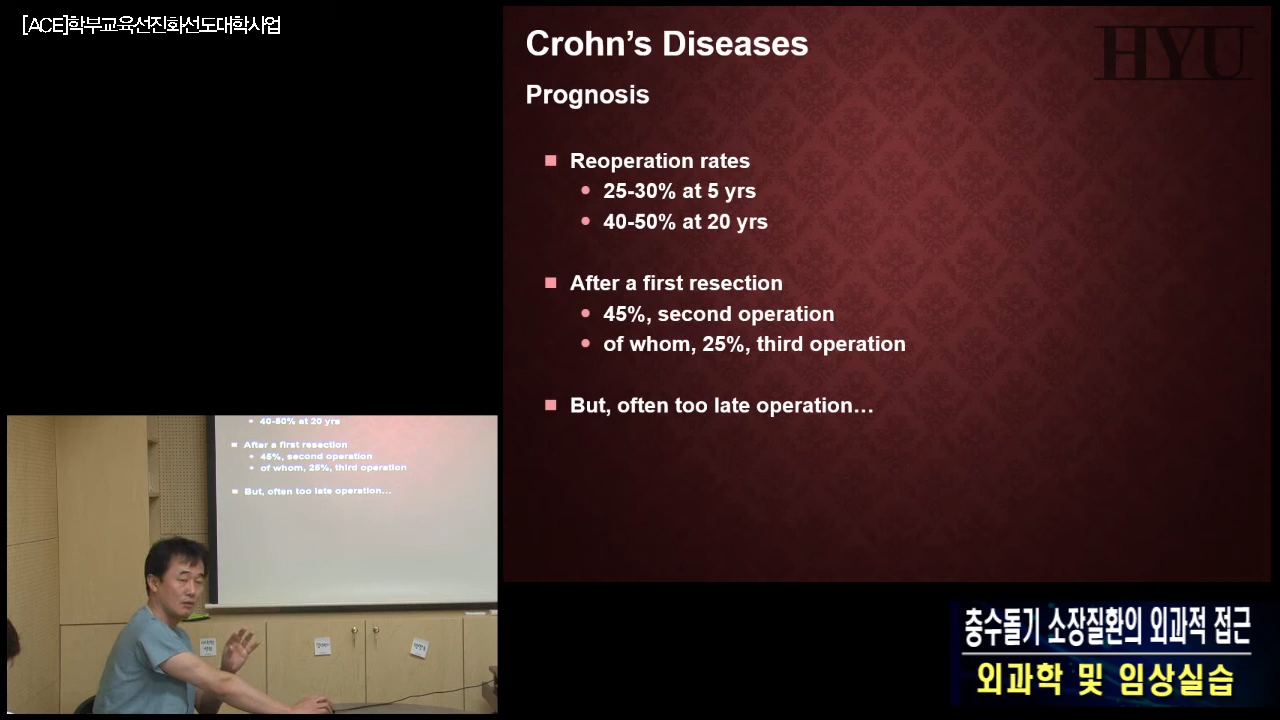 [ACE]학부교육선진화선도대학사업
HYU
Crohn’s Diseases
Prognosis
Reoperation rates
25-30% at 5 yrs
40-50% at 20 yrs
After a first resection
45%, second operation
of whom, 25%, third operation
But, often too late operation…
40-50% at 20 yrs
After a first resection
45%, second operation
of whom, 25%, third operation
But, often too late operation…
충수돌기 소장질환의 외과적 접근
외과학 및 임상실습